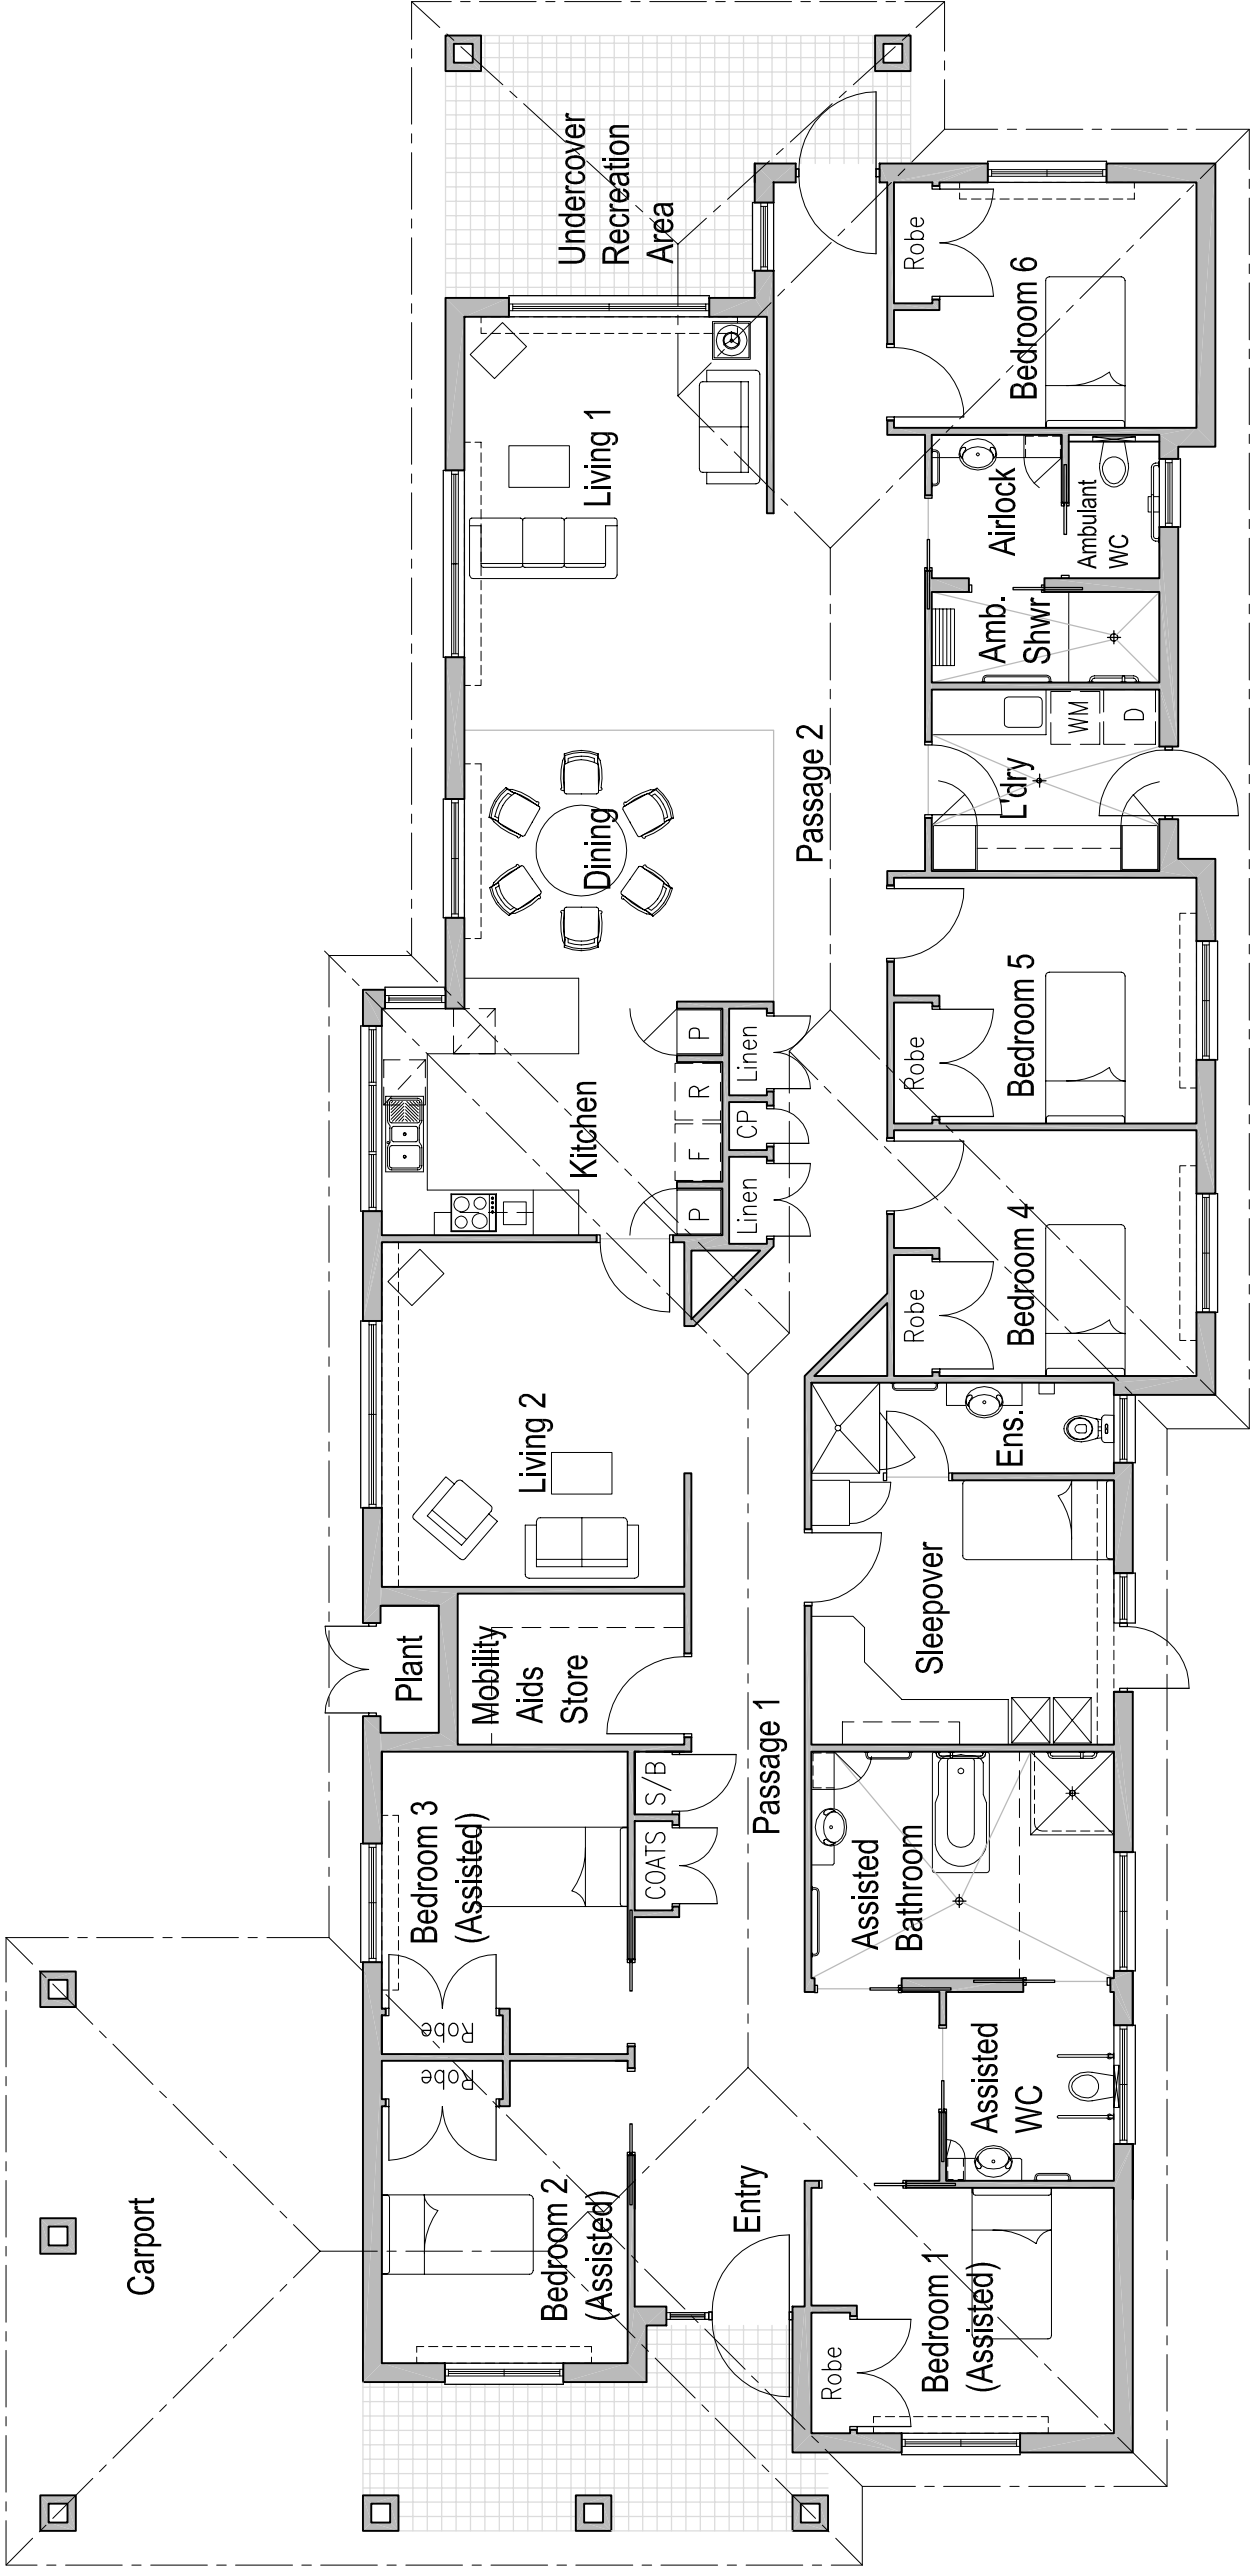 Undercover
Recreation
Area
Living 1
Robe
Bedroom 6
Airlock
Ambulant
WC
Amb.
Shwr
WM
D
L'dry
Passage 2
Dining
Kitchen
P
R
F
P
Linen
CP
Linen
Robe
Bedroom 5
Robe
Bedroom 4
Living 2
Ens.
Sleepover
Plant
Mobility
Aids
Store
Passage 1
S/B
COATS
Bedroom 3
(Assisted)
Robe
Robe
Assisted
Bathroom
Assisted
WC
Carport
Bedroom 2
(Assisted)
Entry
Robe
Bedroom 1
(Assisted)